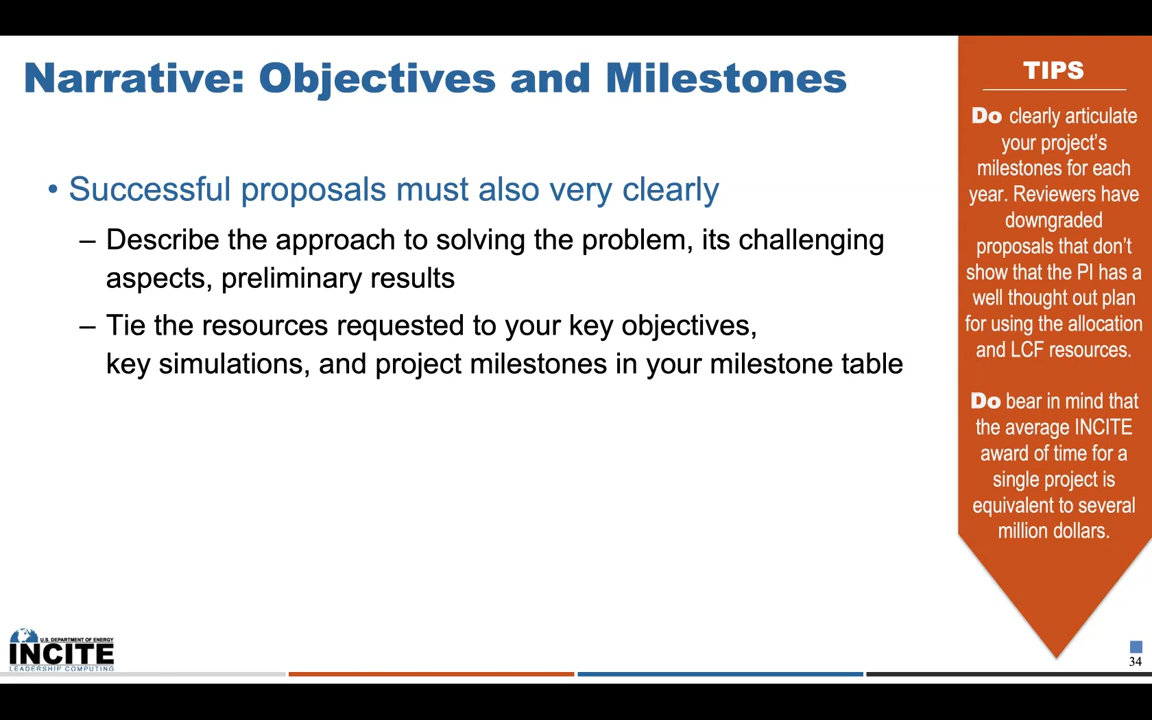 Narrative: Objectives and Milestones
• Successful proposals must also very clearly
– Describe the approach to solving the problem, its challenging
aspects, preliminary results
– Tie the resources requested to your key objectives,
key simulations, and project milestones in your milestone table
TIPS
Do clearly articulate
your project's
milestones for each
year. Reviewers have
downgraded
proposals that don't
show that the PI has a
well thought out plan
for using the allocation
and LCF resources.
Do bear in mind that
the average INCITE
award of time for a
single project is
equivalent to several
million dollars.
U.S. DEPARTMENT OF ENERGY
INCITE
LEADERSHIP COMPUTING
34